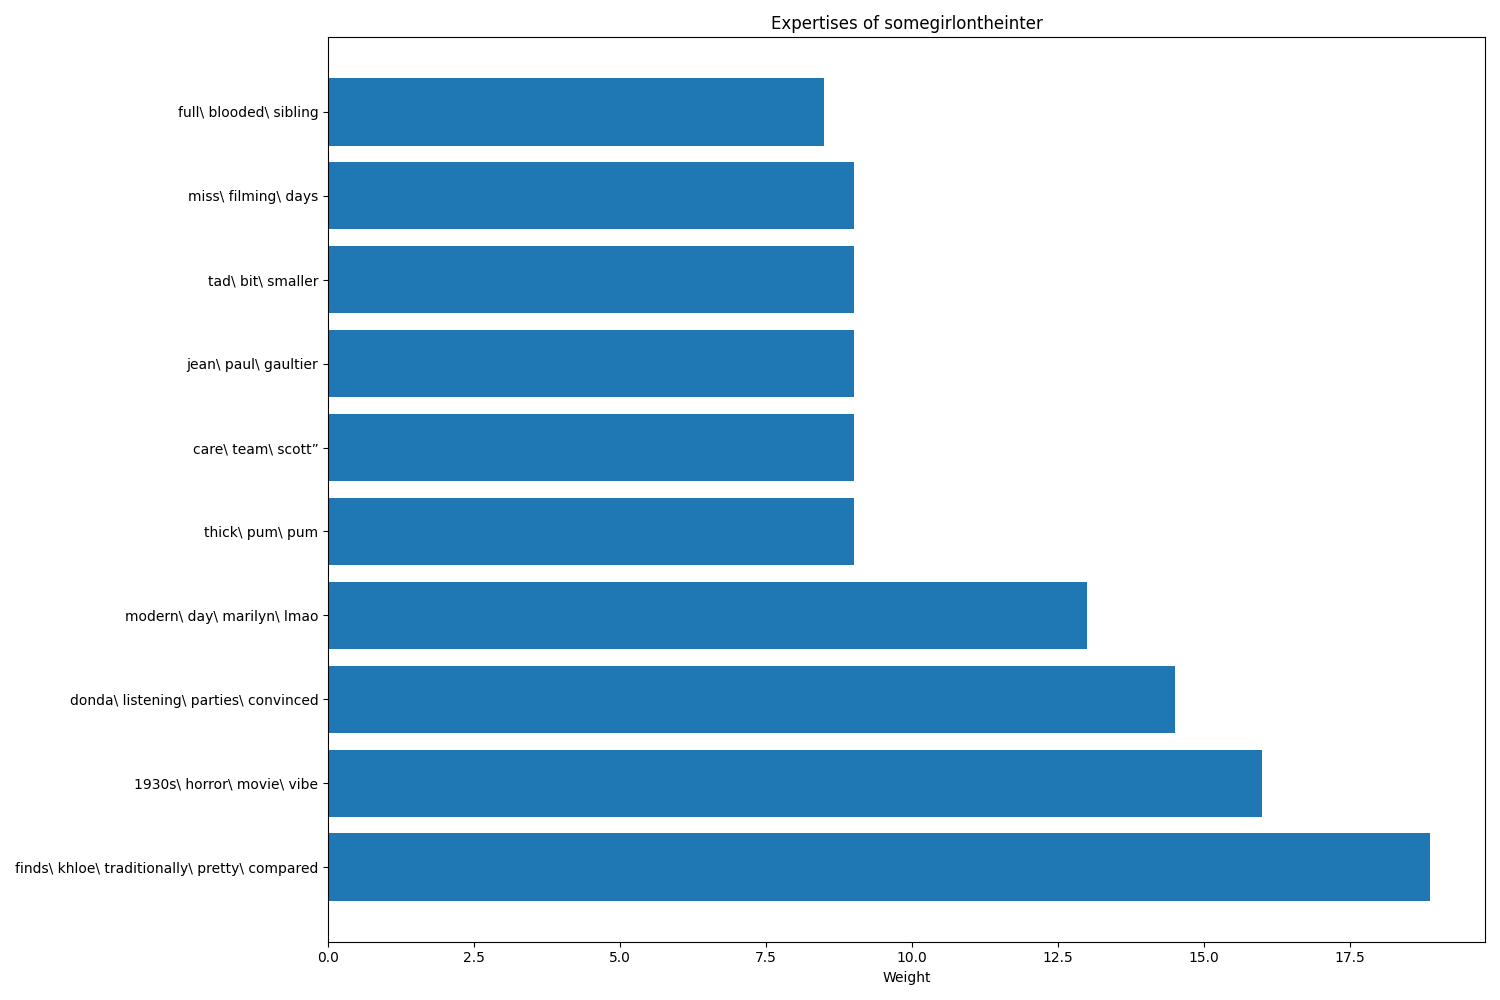 Expertises of somegirlontheinter
full\ blooded\ sibling
miss\ filming\ days
tad\ bit\ smaller
jean\ paul\ gaultier
care\ team\ scott”
thick\ pum\ pum
modern\ day\ marilyn\ lmao
donda\ listening\ parties\ convinced
1930s\ horror\ movie\ vibe
finds\ khloe\ traditionally\ pretty\ compared
0.0 2.5 5.0 7.5 10.0 12.5 15.0 17.5
Weight